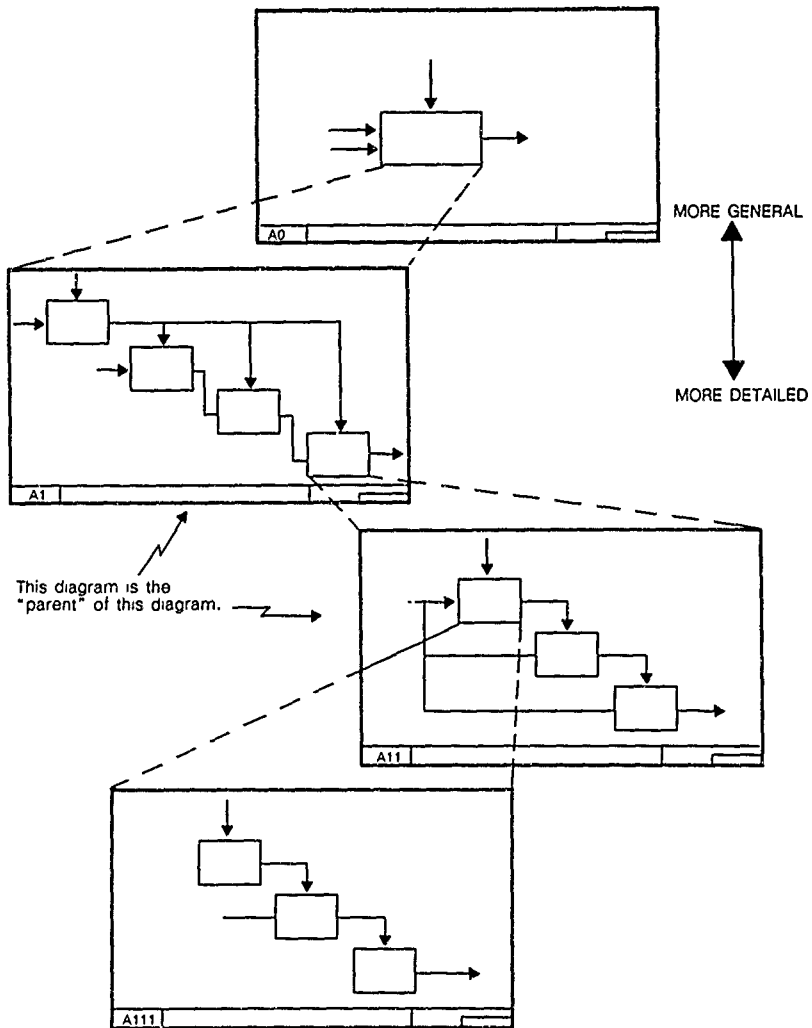 A0
MORE GENERAL
MORE DETAILED
A1
This diagram is the
"parent" of this diagram.
A11
A111